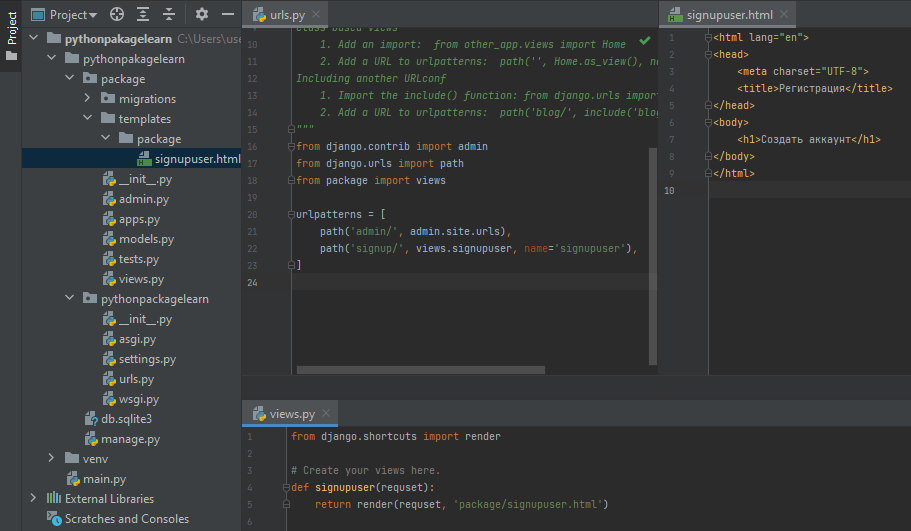 Project
Project
pythonpakagelearn C:\Users\use
pythonpakagelearn
package
migrations
templates
package
signupuser.html
__init__.py
admin.py
apps.py
models.py
tests.py
views.py
pythonpackagelearn
__init__.py
asgi.py
settings.py
urls.py
wsgi.py
db.sqlite3
manage.py
venv
main.py
External Libraries
Scratches and Consoles
urls.py
Class-based views
10 1. Add an import:  from other_app.views import Home
11 2. Add a URL to urlpatterns:  path('', Home.as_view(), na
12 Including another URLconf
13 1. Import the include() function: from django.urls impor
14 2. Add a URL to urlpatterns:  path('blog/', include('blog
15 """
16 from django.contrib import admin
17 from django.urls import path
18 from package import views
19
20 urlpatterns = [
21 path('admin/', admin.site.urls),
22 path('signup/', views.signupuser, name='signupuser'),
23 ]
24
signupuser.html
1 <html lang="en">
2 <head>
3 <meta charset="UTF-8">
4 <title>Регистрация</title>
5 </head>
6 <body>
7 <h1>Создать аккаунт</h1>
8 </body>
9 </html>
10
views.py
1 from django.shortcuts import render
2
3 # Create your views here.
4 def signupuser(requset):
5 return render(requset, 'package/signupuser.html')
6